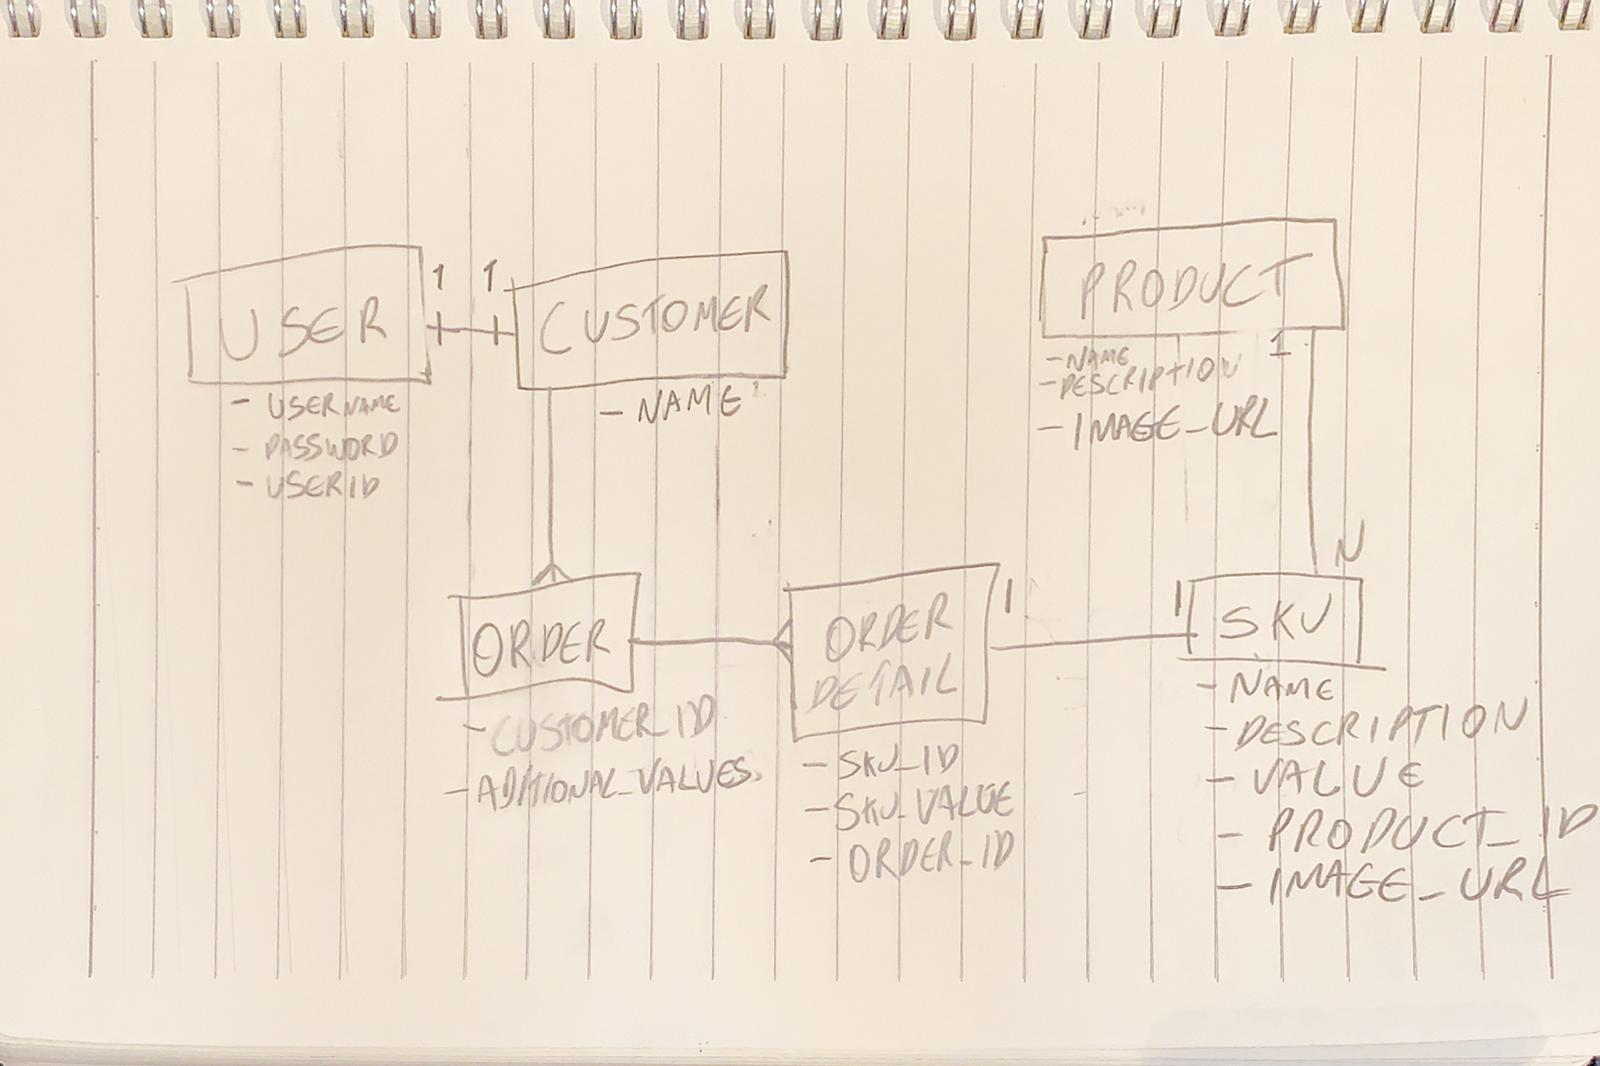 USER
1 1
CUSTOMER
PRODUCT
- USERNAME
- PASSWORD
- USERID
- NAME
- NAME
- DESCRIPTION
- IMAGE_URL
1
N
ORDER
- CUSTOMER_ID
- ADITIONAL_VALUES
ORDER
DETAIL
- SKU_ID
- SKU_VALUE
- ORDER_ID
1 1
SKU
- NAME
- DESCRIPTION
- VALUE
- PRODUCT_ID
- IMAGE_URL